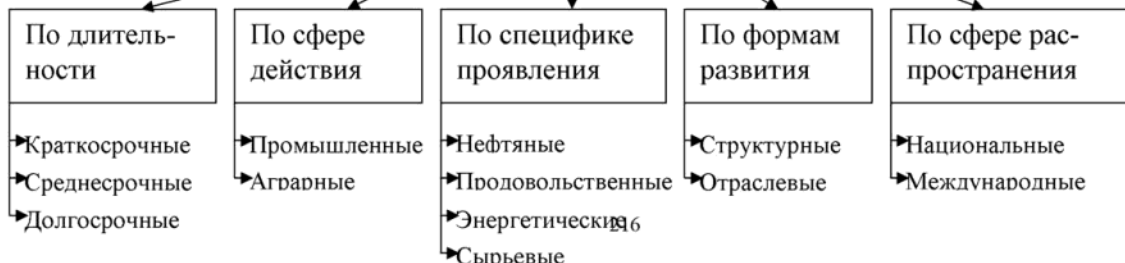 По длитель-
ности
Краткосрочные
Среднесрочные
Долгосрочные
По сфере
действия
Промышленные
Аграрные
По специфике
проявления
Нефтяные
Продовольственные
Энергетические
Сырьевые
По формам
развития
Структурные
Отраслевые
По сфере рас-
пространения
Национальные
Международные
216